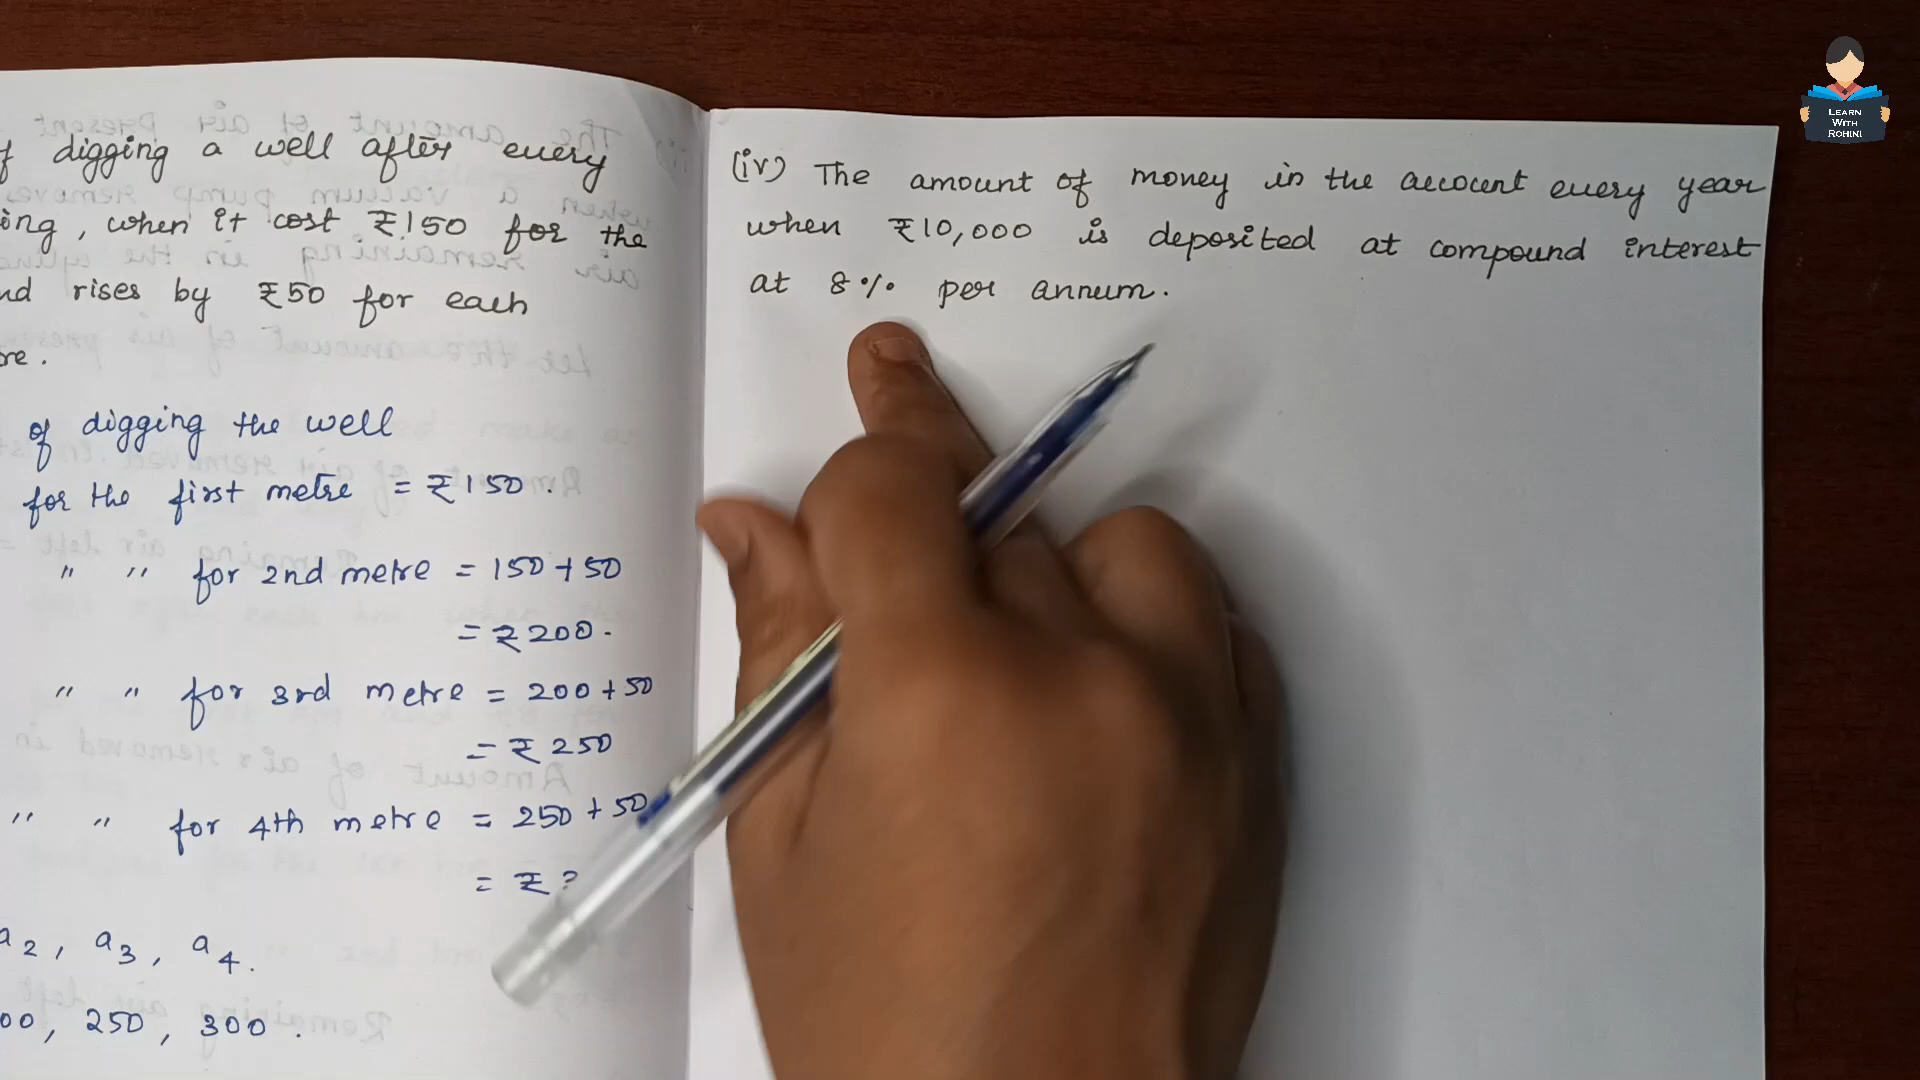 digging a well after every
ing, when it cost ₹150 for the
nd rises by ₹50 for each
re.
of digging the well
for the first metre = ₹150.
" " for 2nd metre = 150+50
= ₹200.
" " for 3rd metre = 200+50
= ₹250
" " for 4th metre = 250+50
= ₹
a2, a3, a4.
00, 250, 300.
(iv) The amount of money in the account every year
when ₹10,000 is deposited at compound interest
at 8% per annum.
LEARN
WITH
ROHINI